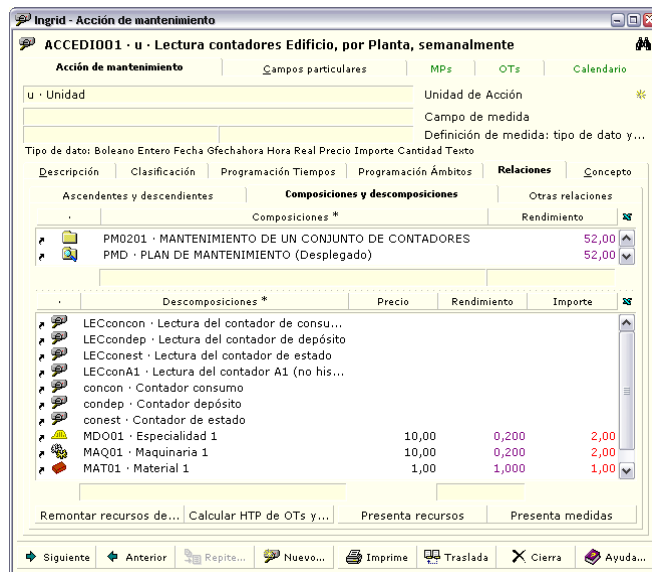 Ingrid - Acción de mantenimiento
ACCEDI001 · u · Lectura contadores Edificio, por Planta, semanalmente
Acción de mantenimiento Campos particulares MPs OTs Calendario
u · Unidad Unidad de Acción
Campo de medida
Definición de medida: tipo de dato y...
Tipo de dato: Boleano Entero Fecha Gfechahora Hora Real Precio Importe Cantidad Texto
Descripción Clasificación Programación Tiempos Programación Ámbitos Relaciones Concepto
Ascendentes y descendientes Composiciones y descomposiciones Otras relaciones
· Composiciones * Rendimiento
PM0201 · MANTENIMIENTO DE UN CONJUNTO DE CONTADORES 52,00
PMD · PLAN DE MANTENIMIENTO (Desplegado) 52,00
· Descomposiciones * Precio Rendimiento Importe
LECconcon · Lectura del contador de consu...
LECcondep · Lectura del contador de depósito
LECconest · Lectura del contador de estado
LECconA1 · Lectura del contador A1 (no his...
concon · Contador consumo
condep · Contador depósito
conest · Contador de estado
MDO01 · Especialidad 1 10,00 0,200 2,00
MAQ01 · Maquinaria 1 10,00 0,200 2,00
MAT01 · Material 1 1,00 1,000 1,00
Remontar recursos de... Calcular HTP de OTs y... Presenta recursos Presenta medidas
Siguiente Anterior Repite... Nuevo... Imprime Traslada Cierra Ayuda...